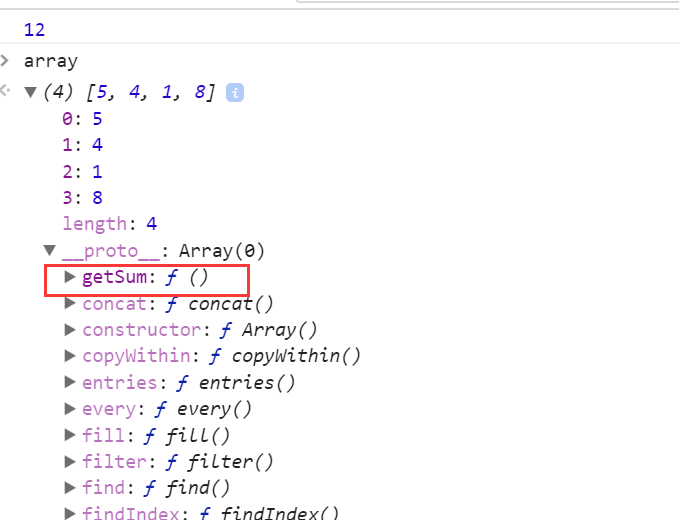 12
> array
▼ (4) [5, 4, 1, 8] i
0: 5
1: 4
2: 1
3: 8
length: 4
▼ __proto__: Array(0)
▶ getSum: ƒ ()
▶ concat: ƒ concat()
▶ constructor: ƒ Array()
▶ copyWithin: ƒ copyWithin()
▶ entries: ƒ entries()
▶ every: ƒ every()
▶ fill: ƒ fill()
▶ filter: ƒ filter()
▶ find: ƒ find()
▶ findIndex: ƒ findIndex()